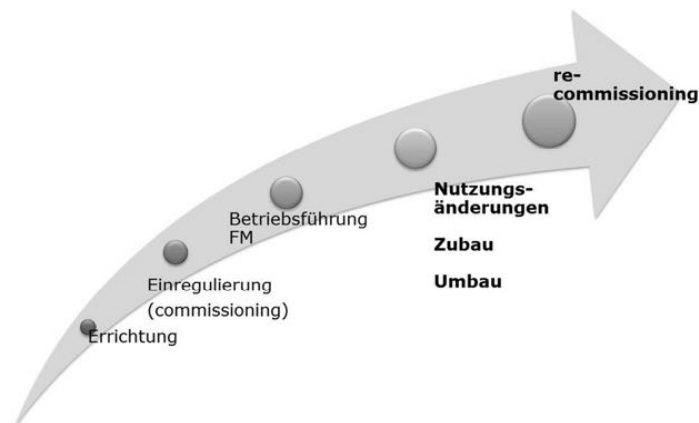 re-
commissioning
Nutzungs-
änderungen
Zubau
Umbau
Betriebsführung
FM
Einregulierung
(commissioning)
Errichtung